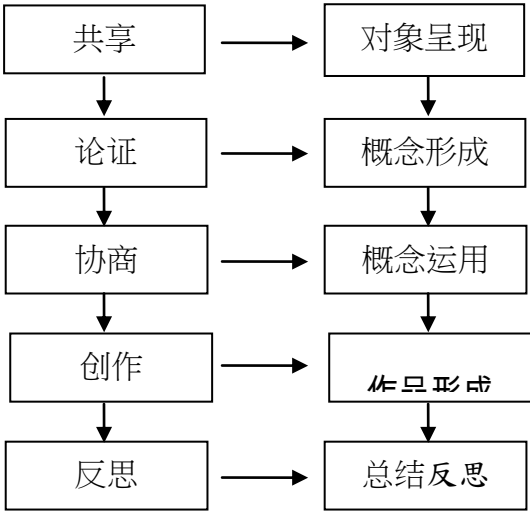 共享
对象呈现
论证
概念形成
协商
概念运用
创作
作品形成
反思
总结反思